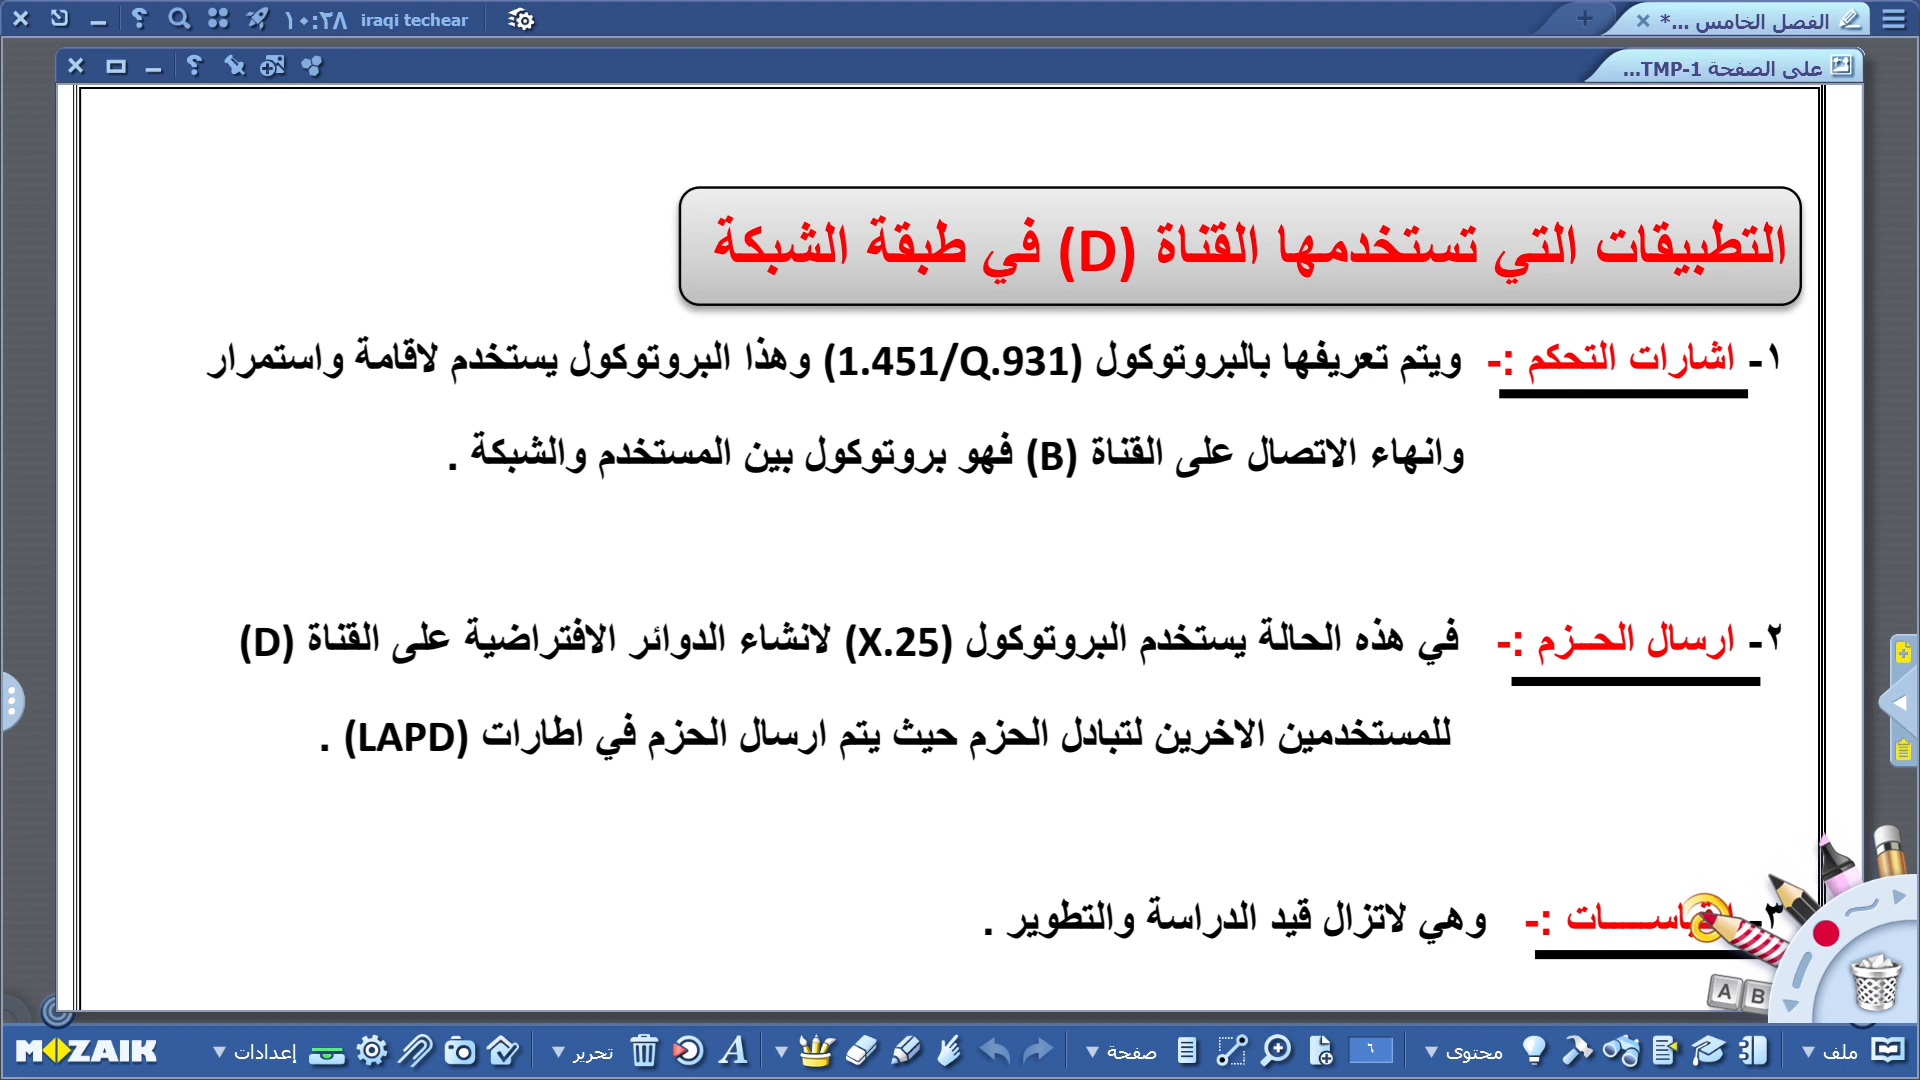 الفصل الخامس ...*
١٠:٢٨ iraqi techear
على الصفحة TMP-1...
التطبيقات التي تستخدمها القناة (D) في طبقة الشبكة
١- اشارات التحكم :- ويتم تعريفها بالبروتوكول (1.451/Q.931) وهذا البروتوكول يستخدم لاقامة واستمرار
وانهاء الاتصال على القناة (B) فهو بروتوكول بين المستخدم والشبكة .
٢- ارسال الحــزم :- في هذه الحالة يستخدم البروتوكول (X.25) لانشاء الدوائر الافتراضية على القناة (D)
للمستخدمين الاخرين لتبادل الحزم حيث يتم ارسال الحزم في اطارات (LAPD) .
٣- :- وهي لاتزال قيد الدراسة والتطوير .
A B
ملف محتوى ٦ صفحة A تحرير إعدادات MOZAIK